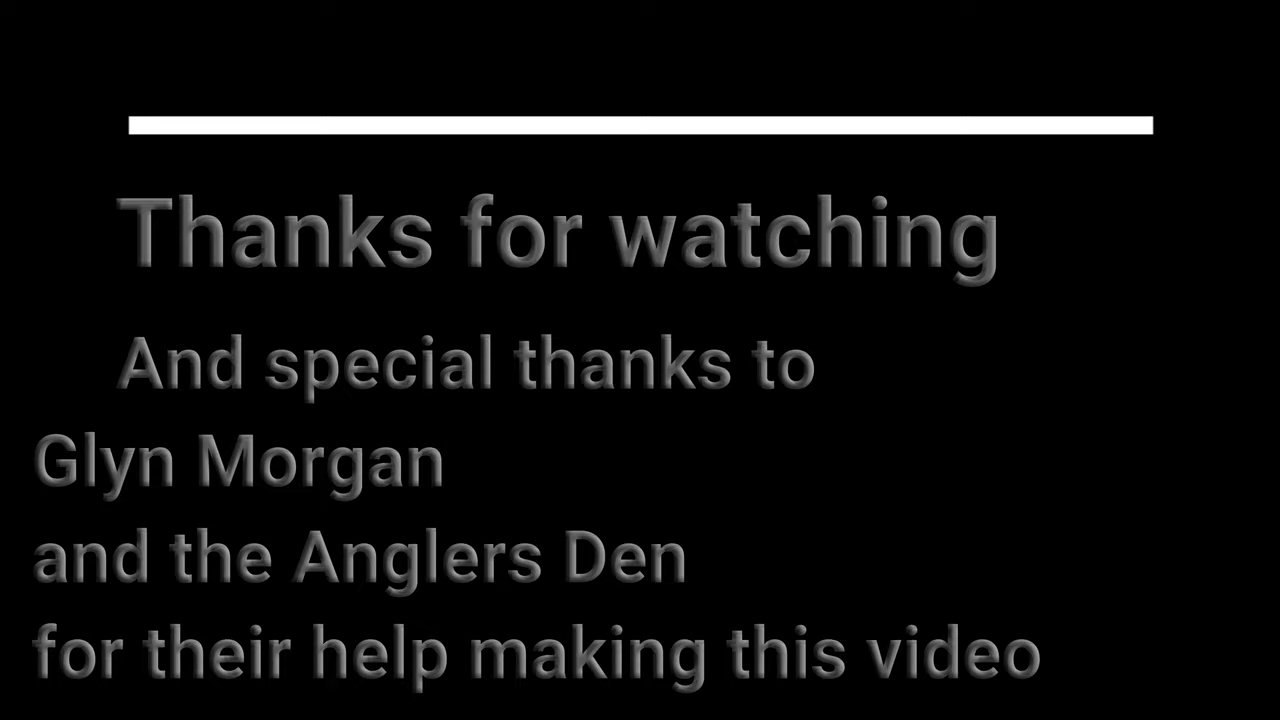 Thanks for watching
And special thanks to
Glyn Morgan
and the Anglers Den
for their help making this video